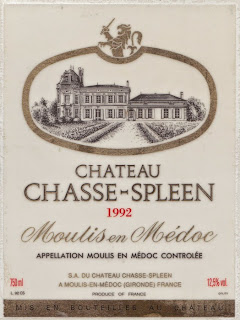 CHATEAU
CHASSE-SPLEEN
1992
Moulis en Médoc
APPELLATION MOULIS EN MÉDOC CONTROLÉE
S.A. DU CHATEAU CHASSE-SPLEEN
750 ml A MOULIS-EN-MÉDOC (GIRONDE) FRANCE 12,5% vol.
PRODUCE OF FRANCE
MIS EN BOUTEILLES AU CHATEAU